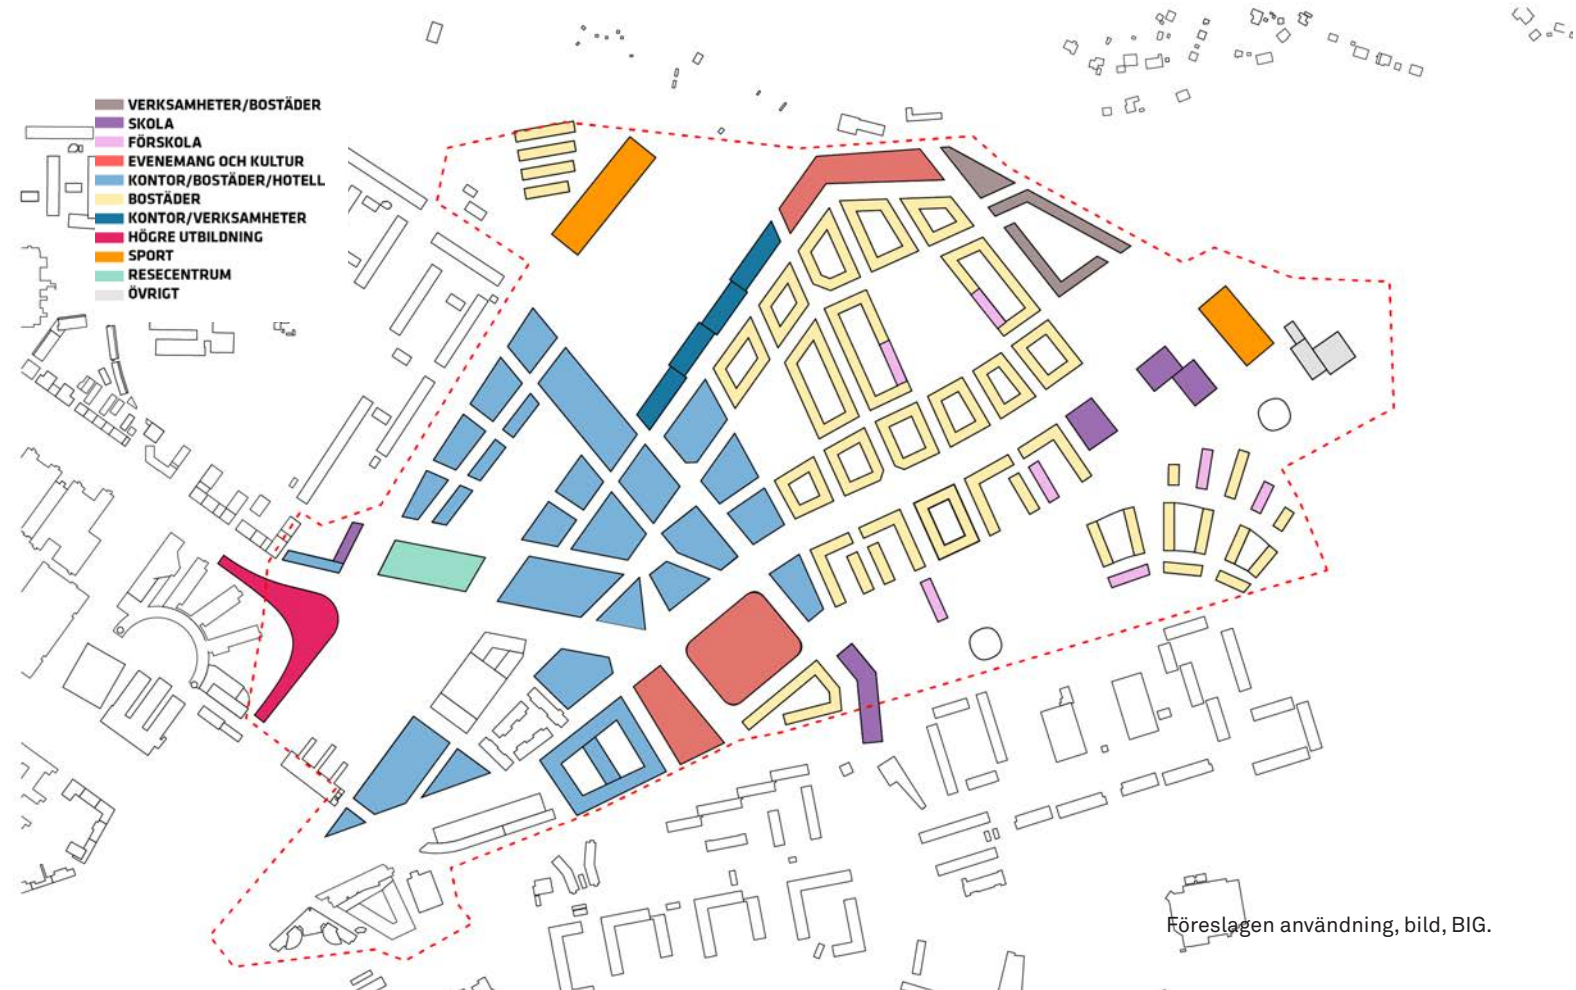 VERKSAMHETER/BOSTÄDER
SKOLA
FÖRSKOLA
EVENEMANG OCH KULTUR
KONTOR/BOSTÄDER/HOTELL
BOSTÄDER
KONTOR/VERKSAMHETER
HÖGRE UTBILDNING
SPORT
RESECENTRUM
ÖVRIGT
Föreslagen användning, bild, BIG.